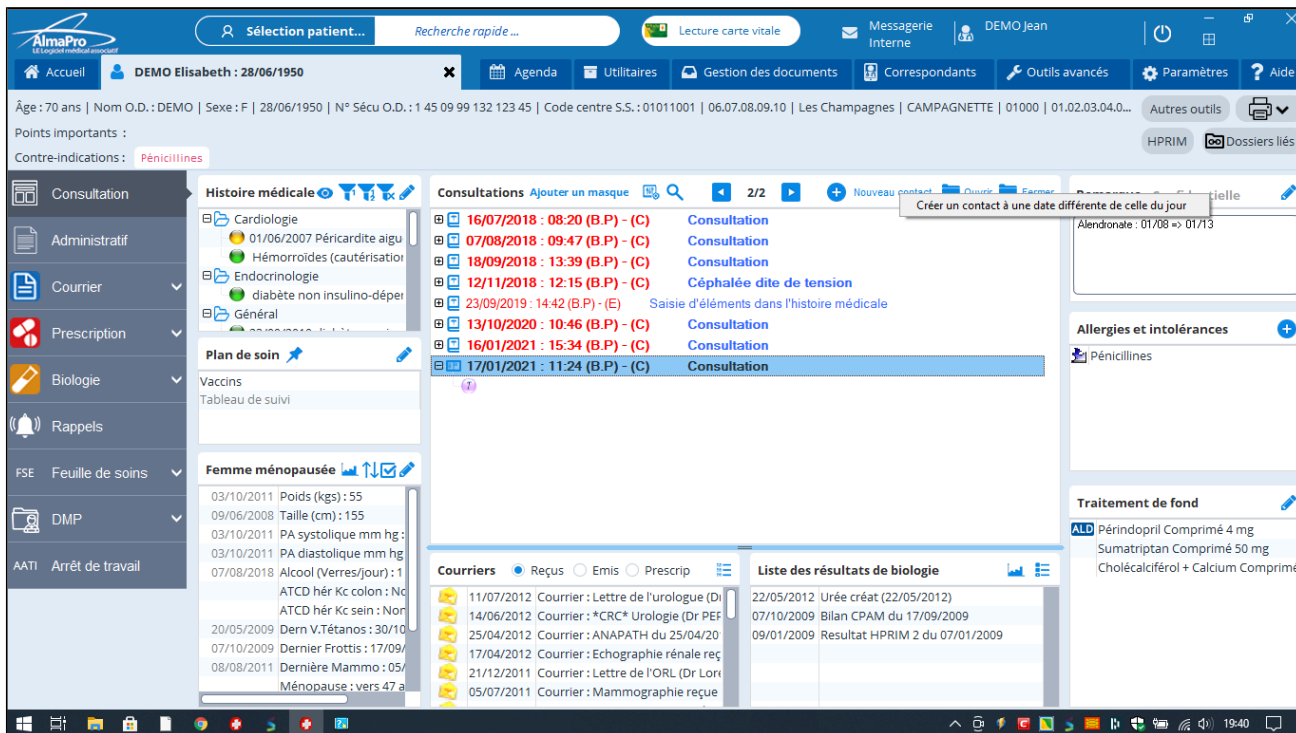 AlmaPro
LE Logiciel médical associatif
Sélection patient...
Recherche rapide ...
Lecture carte vitale
Messagerie Interne
DEMO Jean
Accueil
DEMO Elisabeth : 28/06/1950
Agenda
Utilitaires
Gestion des documents
Correspondants
Outils avancés
Paramètres
Aide
Âge : 70 ans | Nom O.D. : DEMO | Sexe : F | 28/06/1950 | N° Sécu O.D. : 1 45 09 99 132 123 45 | Code centre S.S. : 01011001 | 06.07.08.09.10 | Les Champagnes | CAMPAGNETTE | 01000 | 01.02.03.04.0...
Autres outils
Points importants :
HPRIM
Dossiers liés
Contre-indications : Pénicillines
Consultation
Administratif
Courrier
Prescription
Biologie
Rappels
FSE Feuille de soins
DMP
AATI Arrêt de travail
Histoire médicale
Cardiologie
01/06/2007 Péricardite aigu
Hémorroïdes (cautérisation
Endocrinologie
diabète non insulino-déper
Général
Plan de soin
Vaccins
Tableau de suivi
Femme ménopausée
03/10/2011 Poids (kgs) : 55
09/06/2008 Taille (cm) : 155
03/10/2011 PA systolique mm hg :
03/10/2011 PA diastolique mm hg
07/08/2018 Alcool (Verres/jour) : 1
ATCD hér Kc colon : No
ATCD hér Kc sein : Non
20/05/2009 Dern V.Tétanos : 30/10
07/10/2009 Dernier Frottis : 17/09/
08/08/2011 Dernière Mammo : 05/
Ménopause : vers 47 a
Consultations Ajouter un masque
2/2
Nouveau contact
Ouvrir
Fermer
Créer un contact à une date différente de celle du jour
16/07/2018 : 08:20 (B.P) - (C) Consultation
07/08/2018 : 09:47 (B.P) - (C) Consultation
18/09/2018 : 13:39 (B.P) - (C) Consultation
12/11/2018 : 12:15 (B.P) - (C) Céphalée dite de tension
23/09/2019 : 14:42 (B.P) - (E) Saisie d'éléments dans l'histoire médicale
13/10/2020 : 10:46 (B.P) - (C) Consultation
16/01/2021 : 15:34 (B.P) - (C) Consultation
17/01/2021 : 11:24 (B.P) - (C) Consultation
T
Courriers Reçus Emis Prescrip
11/07/2012 Courrier : Lettre de l'urologue (D
14/06/2012 Courrier : *CRC* Urologie (Dr PEF
25/04/2012 Courrier : ANAPATH du 25/04/20
17/04/2012 Courrier : Echographie rénale reç
21/12/2011 Courrier : Lettre de l'ORL (Dr Lore
05/07/2011 Courrier : Mammographie reçue
Liste des résultats de biologie
22/05/2012 Urée créat (22/05/2012)
07/10/2009 Bilan CPAM du 17/09/2009
09/01/2009 Resultat HPRIM 2 du 07/01/2009
Alendronate : 01/08 => 01/13
Allergies et intolérances
Pénicillines
Traitement de fond
ALD Périndopril Comprimé 4 mg
Sumatriptan Comprimé 50 mg
Cholécalciférol + Calcium Comprimé
19:40